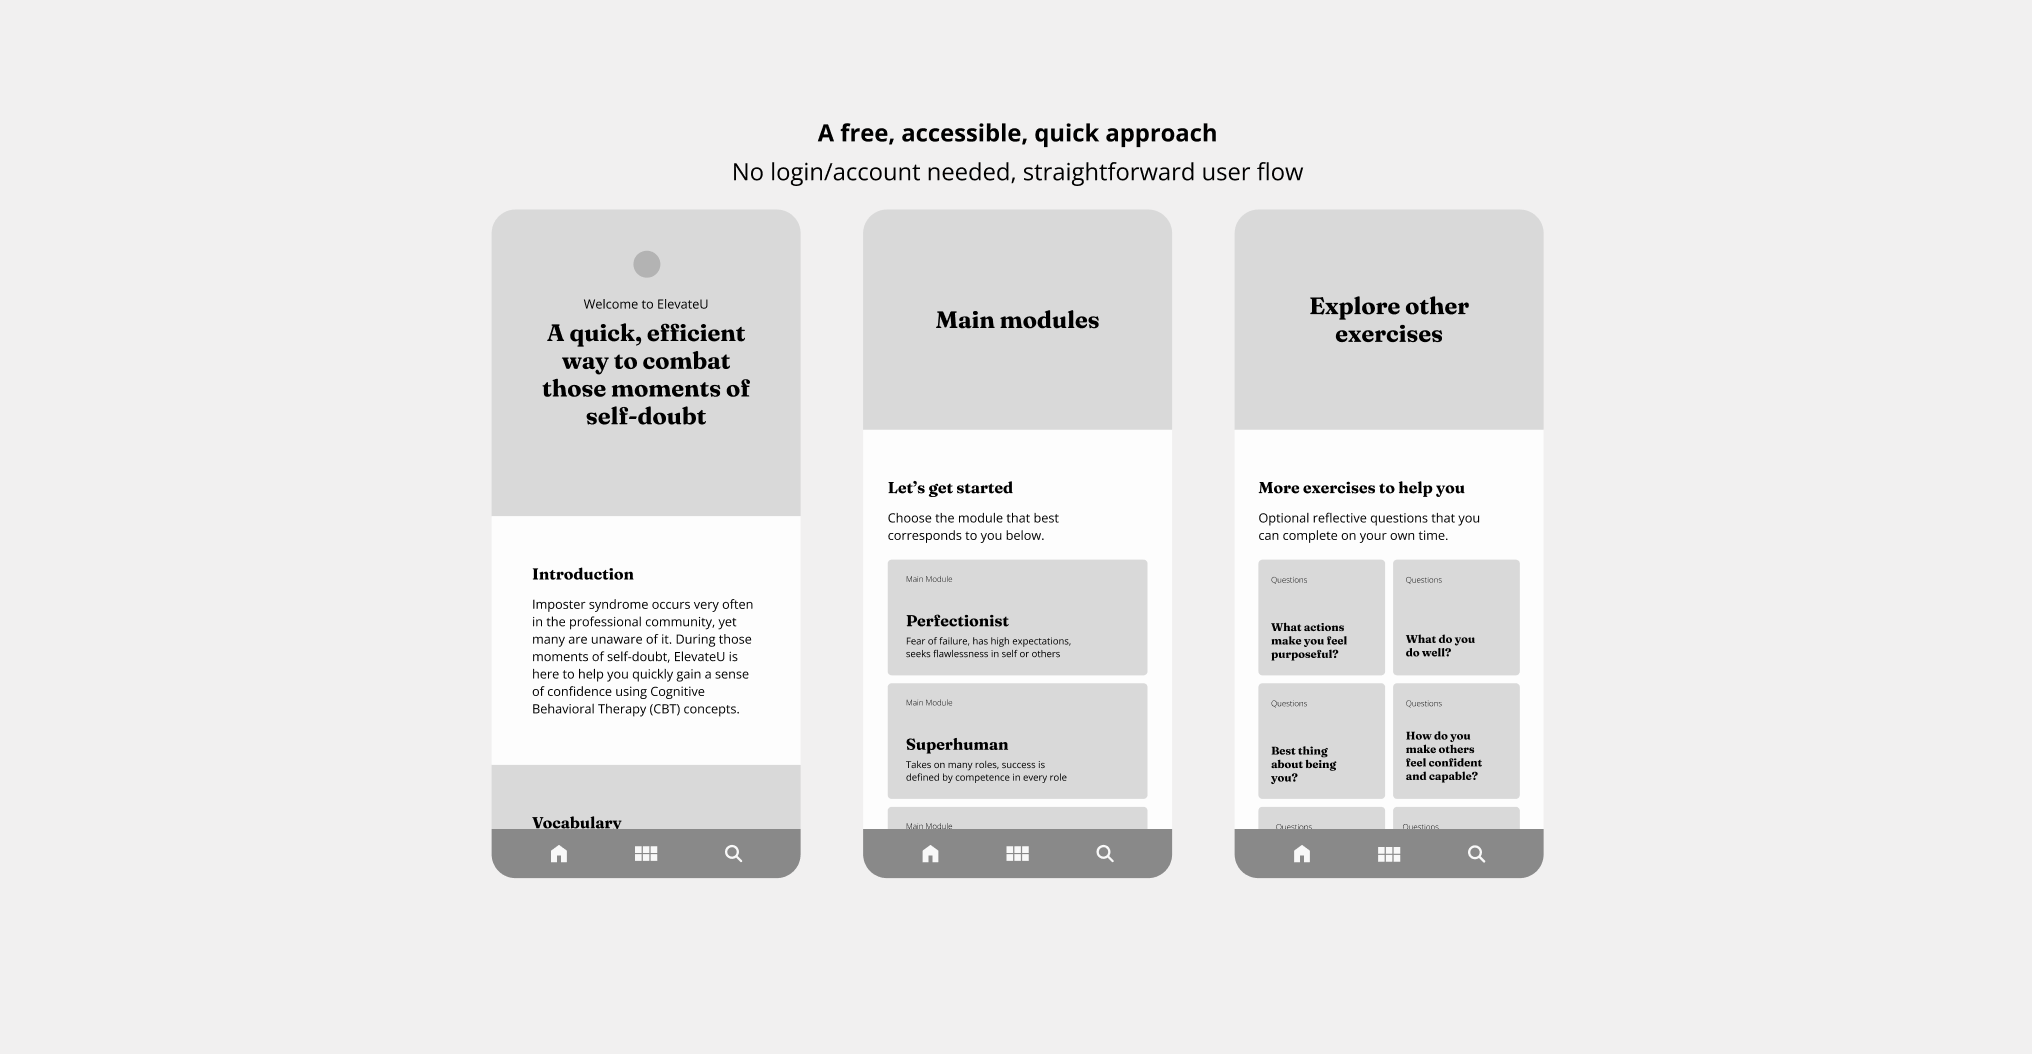 A free, accessible, quick approach
No login/account needed, straightforward user flow
Welcome to ElevateU
A quick, efficient
way to combat
those moments of
self-doubt
Introduction
Imposter syndrome occurs very often
in the professional community, yet
many are unaware of it. During those
moments of self-doubt, ElevateU is
here to help you quickly gain a sense
of confidence using Cognitive
Behavioral Therapy (CBT) concepts.
Vocabulary
Main modules
Let’s get started
Choose the module that best
corresponds to you below.
Main Module
Perfectionist
Fear of failure, has high expectations,
seeks flawlessness in self or others
Main Module
Superhuman
Takes on many roles, success is
defined by competence in every role
Main Module
Explore other
exercises
More exercises to help you
Optional reflective questions that you
can complete on your own time.
Questions
What actions
make you feel
purposeful?
Questions
What do you
do well?
Questions
Best thing
about being
you?
Questions
How do you
make others
feel confident
and capable?
Questions
Questions